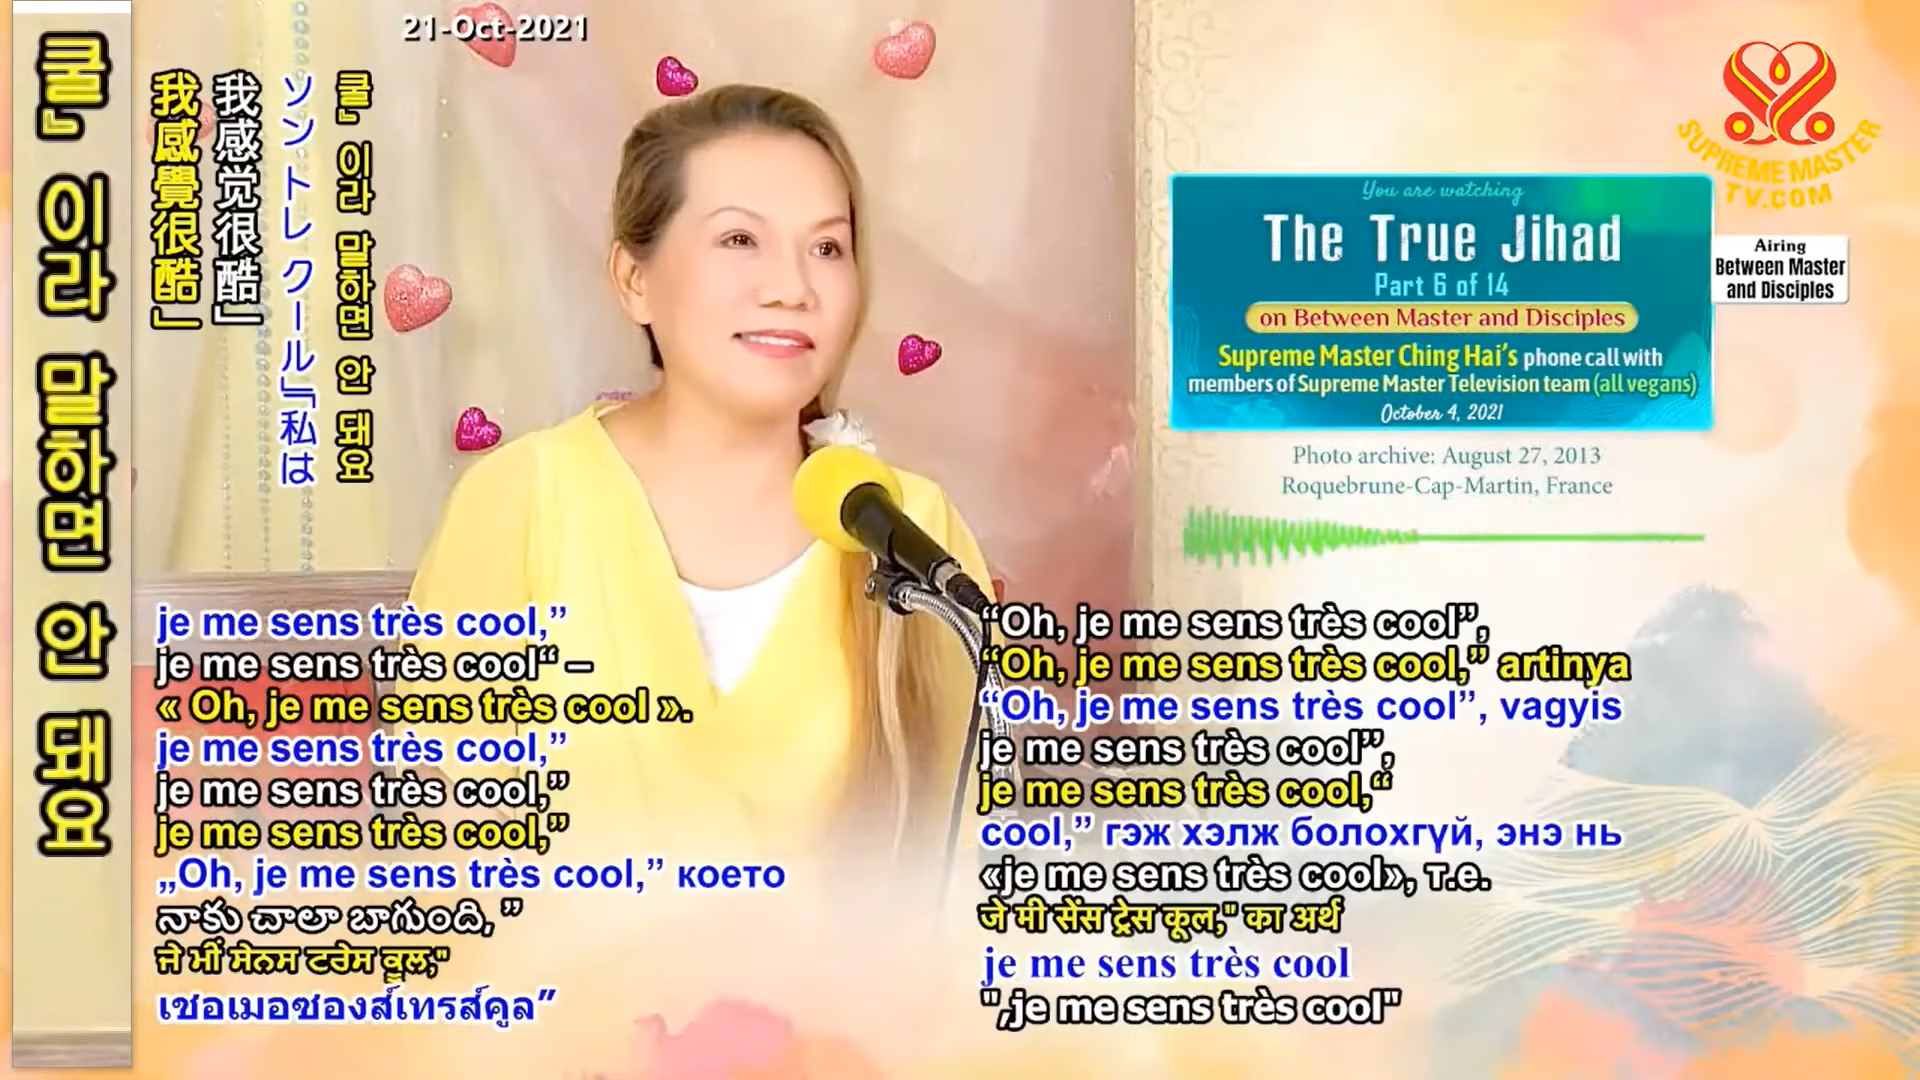 21-Oct-2021
쿨』 이라 말하면 안 돼요
我感覺很酷」
我感觉很酷」
ソントレ クール』『私は
쿨』 이라 말하면 안 돼요
SUPREME MASTER
TV.COM
You are watching
The True Jihad
Part 6 of 14
on Between Master and Disciples
Supreme Master Ching Hai's phone call with
members of Supreme Master Television team (all vegans)
October 4, 2021
Airing
Between Master
and Disciples
Photo archive: August 27, 2013
Roquebrune-Cap-Martin, France
je me sens très cool,”
je me sens très cool“ –
« Oh, je me sens très cool ».
je me sens très cool,”
je me sens très cool,”
je me sens très cool,”
„Oh, je me sens très cool,” което
నాకు చాలా బాగుంది,”
ਜੇ ਮੀਂ ਸੇਨਸ ਟਰੇਸ ਕੂਲ,"
เชอเมอซองส์เทรส์คูล”
“Oh, je me sens très cool”,
“Oh, je me sens très cool,” artinya
“Oh, je me sens très cool”, vagyis
je me sens très cool”,
je me sens très cool,“
cool,” гэж хэлж болохгүй, энэ нь
«je me sens très cool», т.е.
जे मी सेंस ट्रेस कूल," का अर्थ
je me sens très cool
",je me sens très cool"